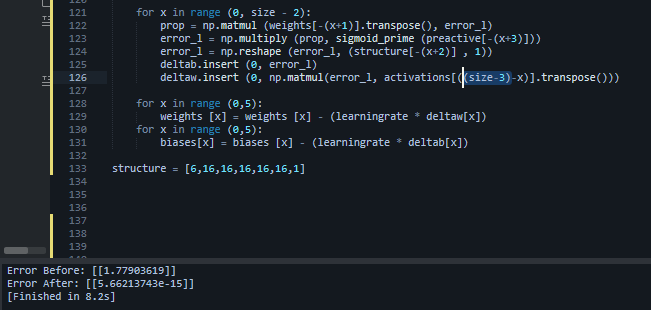 120
121 for x in range (0, size - 2):
122 prop = np.matmul (weights[-(x+1)].transpose(), error_l)
123 error_l = np.multiply (prop, sigmoid_prime (preactive[-(x+3)]))
124 error_l = np.reshape (error_l, (structure[-(x+2)] , 1))
125 deltab.insert (0, error_l)
126 deltaw.insert (0, np.matmul(error_l, activations[((size-3)-x)].transpose()))
127
128 for x in range (0,5):
129 weights [x] = weights [x] - (learningrate * deltaw[x])
130 for x in range (0,5):
131 biases[x] = biases [x] - (learningrate * deltab[x])
132
133 structure = [6,16,16,16,16,16,1]
134
135
136
137
138
139
Error Before: [[1.77903619]]
Error After: [[5.66213743e-15]]
[Finished in 8.2s]